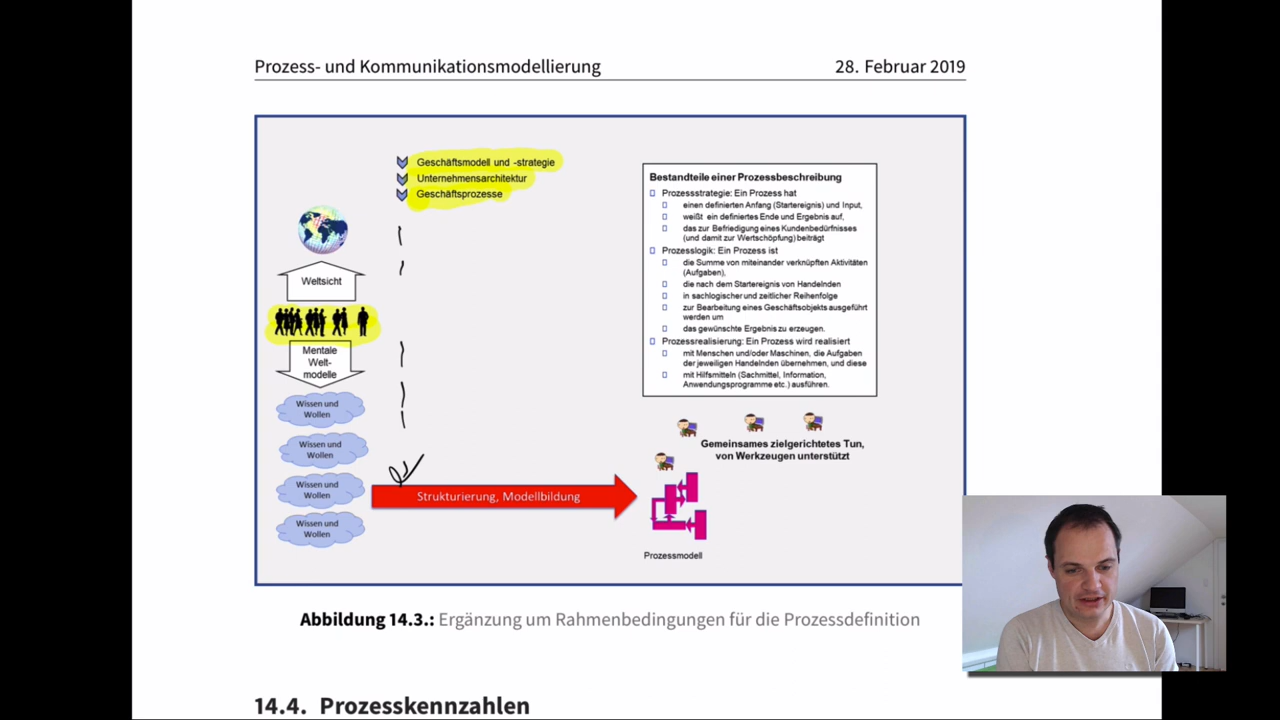 Prozess- und Kommunikationsmodellierung
28. Februar 2019
Geschäftsmodell und -strategie
Unternehmensarchitektur
Geschäftsprozesse
Weltsicht
Mentale
Welt-
modelle
Wissen und
Wollen
Wissen und
Wollen
Wissen und
Wollen
Wissen und
Wollen
Strukturierung, Modellbildung
Bestandteile einer Prozessbeschreibung
Prozessstrategie: Ein Prozess hat
einen definierten Anfang (Startereignis) und Input,
weißt ein definiertes Ende und Ergebnis auf,
das zur Befriedigung eines Kundenbedürfnisses
(und damit zur Wertschöpfung) beiträgt
Prozesslogik: Ein Prozess ist
die Summe von miteinander verknüpften Aktivitäten
(Aufgaben),
die nach dem Startereignis von Handelnden
in sachlogischer und zeitlicher Reihenfolge
zur Bearbeitung eines Geschäftsobjekts ausgeführt
werden um
das gewünschte Ergebnis zu erzeugen.
Prozessrealisierung: Ein Prozess wird realisiert
mit Menschen und/oder Maschinen, die Aufgaben
der jeweiligen Handelnden übernehmen, und diese
mit Hilfsmitteln (Sachmittel, Information,
Anwendungsprogramme etc.) ausführen.
Gemeinsames zielgerichtetes Tun,
von Werkzeugen unterstützt
Prozessmodell
Abbildung 14.3.: Ergänzung um Rahmenbedingungen für die Prozessdefinition
14.4. Prozesskennzahlen